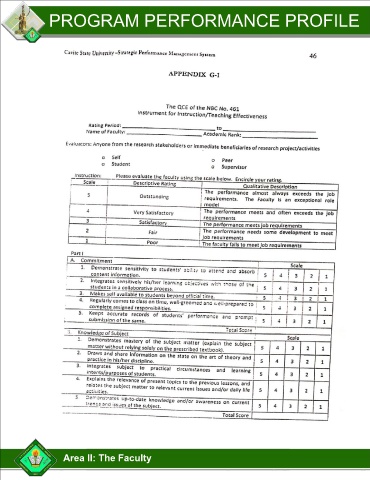 PROGRAM PERFORMANCE PROFILE
Cavite State University -Strategic Performance Management System
46
APPENDIX G-1
The QCE of the NBC No. 461
Instrument for Instruction/Teaching Effectiveness
Rating Period: ____ to ____
Name of Faculty: ____ Academic Rank: ____
Evaluators: Anyone from the research stakeholders or immediate beneficiaries of research project/activities
o Self o Peer
o Student o Supervisor
Instruction: Please evaluate the faculty using the scale below. Encircle your rating.
Scale Descriptive Rating Qualitative Description
5 Outstanding The performance almost always exceeds the job
requirements. The Faculty is an exceptional role
model
4 Very Satisfactory The performance meets and often exceeds the job
requirements
3 Satisfactory The performance meets job requirements
2 Fair The performance needs some development to meet
job requirements
1 Poor The faculty fails to meet job requirements
Part I
A. Commitment Scale
1. Demonstrate sensitivity to students' ability to attend and absorb
content information. 5 4 3 2 1
2. Integrates sensitively his/her learning objectives with those of the
students in a collaborative process. 5 4 3 2 1
3. Makes self available to students beyond official time. 5 4 3 2 1
4. Regularly comes to class on time, well-groomed and well-prepared to
complete assigned responsibilities. 5 4 3 2 1
5. Keeps accurate records of students' performance and prompt
submission of the same. 5 4 3 2 1
Total Score
Knowledge of Subject Scale
1. Demonstrates mastery of the subject matter (explain the subject
matter without relying solely on the prescribed textbook). 5 4 3 2 1
2. Draws and share information on the state on the art of theory and
practice in his/her discipline. 5 4 3 2 1
3. Integrates subject to practical circumstances and learning
intents/purposes of students. 5 4 3 2 1
4. Explains the relevance of present topics to the previous lessons, and
relates the subject matter to relevant current issues and/or daily life
activities. 5 4 3 2 1
5. Demonstrates up-to-date knowledge and/or awareness on current
trends and issues of the subject. 5 4 3 2 1
Total Score
Area II: The Faculty